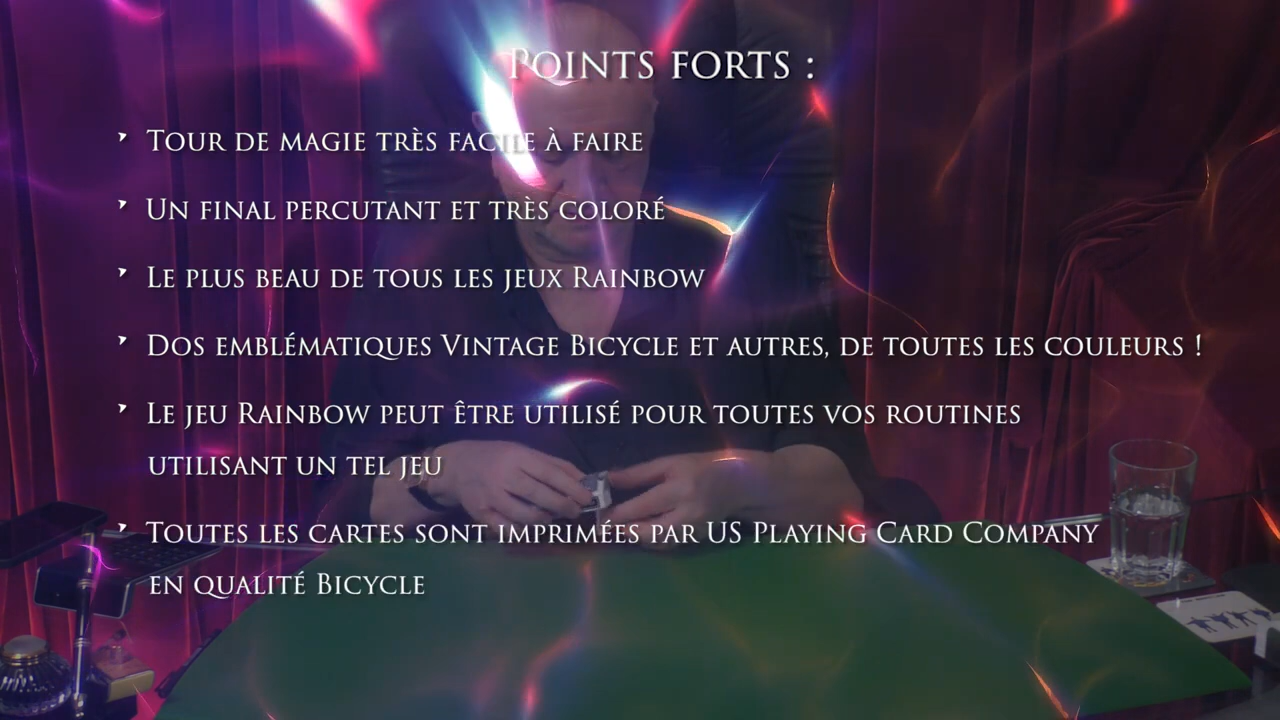 Points forts :
Tour de magie très facile à faire
Un final percutant et très coloré
Le plus beau de tous les jeux Rainbow
Dos emblématiques Vintage Bicycle et autres, de toutes les couleurs !
Le jeu Rainbow peut être utilisé pour toutes vos routines
utilisant un tel jeu
Toutes les cartes sont imprimées par US Playing Card Company
en qualité Bicycle